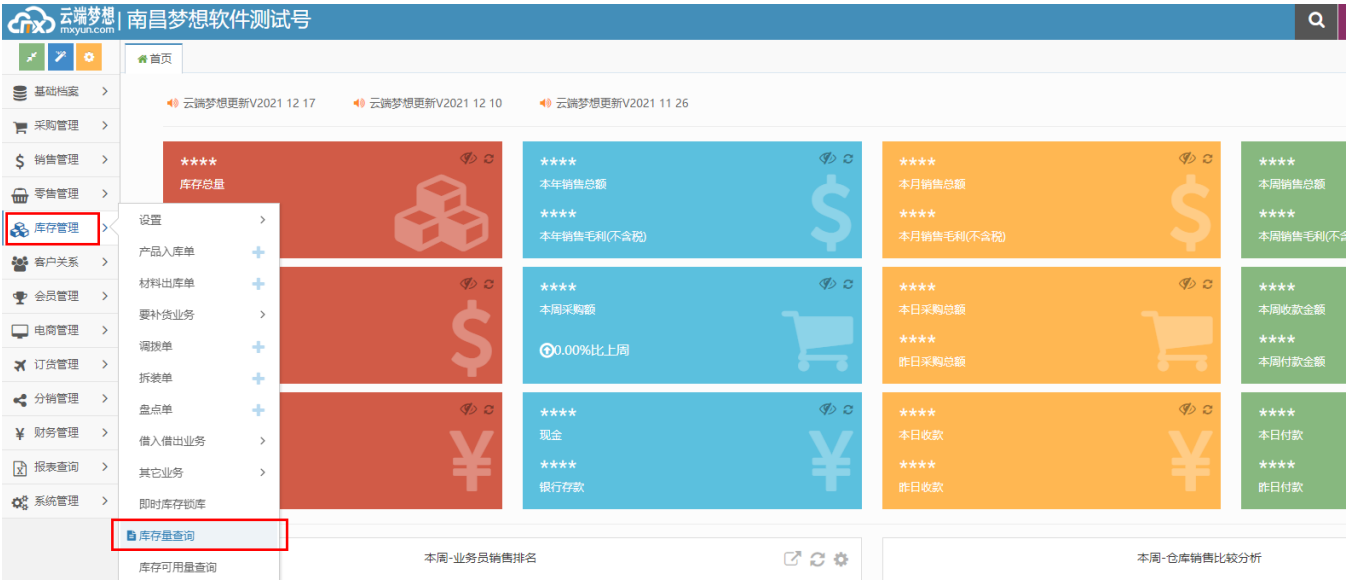 云端梦想
mxyun.com
南昌梦想软件测试号
首页
云端梦想更新V2021 12 17
云端梦想更新V2021 12 10
云端梦想更新V2021 11 26
基础档案
采购管理
销售管理
零售管理
库存管理
客户关系
会员管理
电商管理
订货管理
分销管理
财务管理
报表查询
系统管理
设置
产品入库单
材料出库单
要补货业务
调拨单
拆装单
盘点单
借入借出业务
其它业务
即时库存锁库
库存量查询
库存可用量查询
****
库存总量
****
本年销售总额
****
本年销售毛利(不含税)
****
本月销售总额
****
本月销售毛利(不含税)
****
本周销售总额
****
本周销售毛利(不含
****
本周采购额
0.00%比上周
****
本日采购总额
****
昨日采购总额
****
本周收款金额
****
本周付款金额
****
现金
****
银行存款
****
本日收款
****
昨日收款
****
本日付款
****
昨日付款
本周-业务员销售排名
本周-仓库销售比较分析